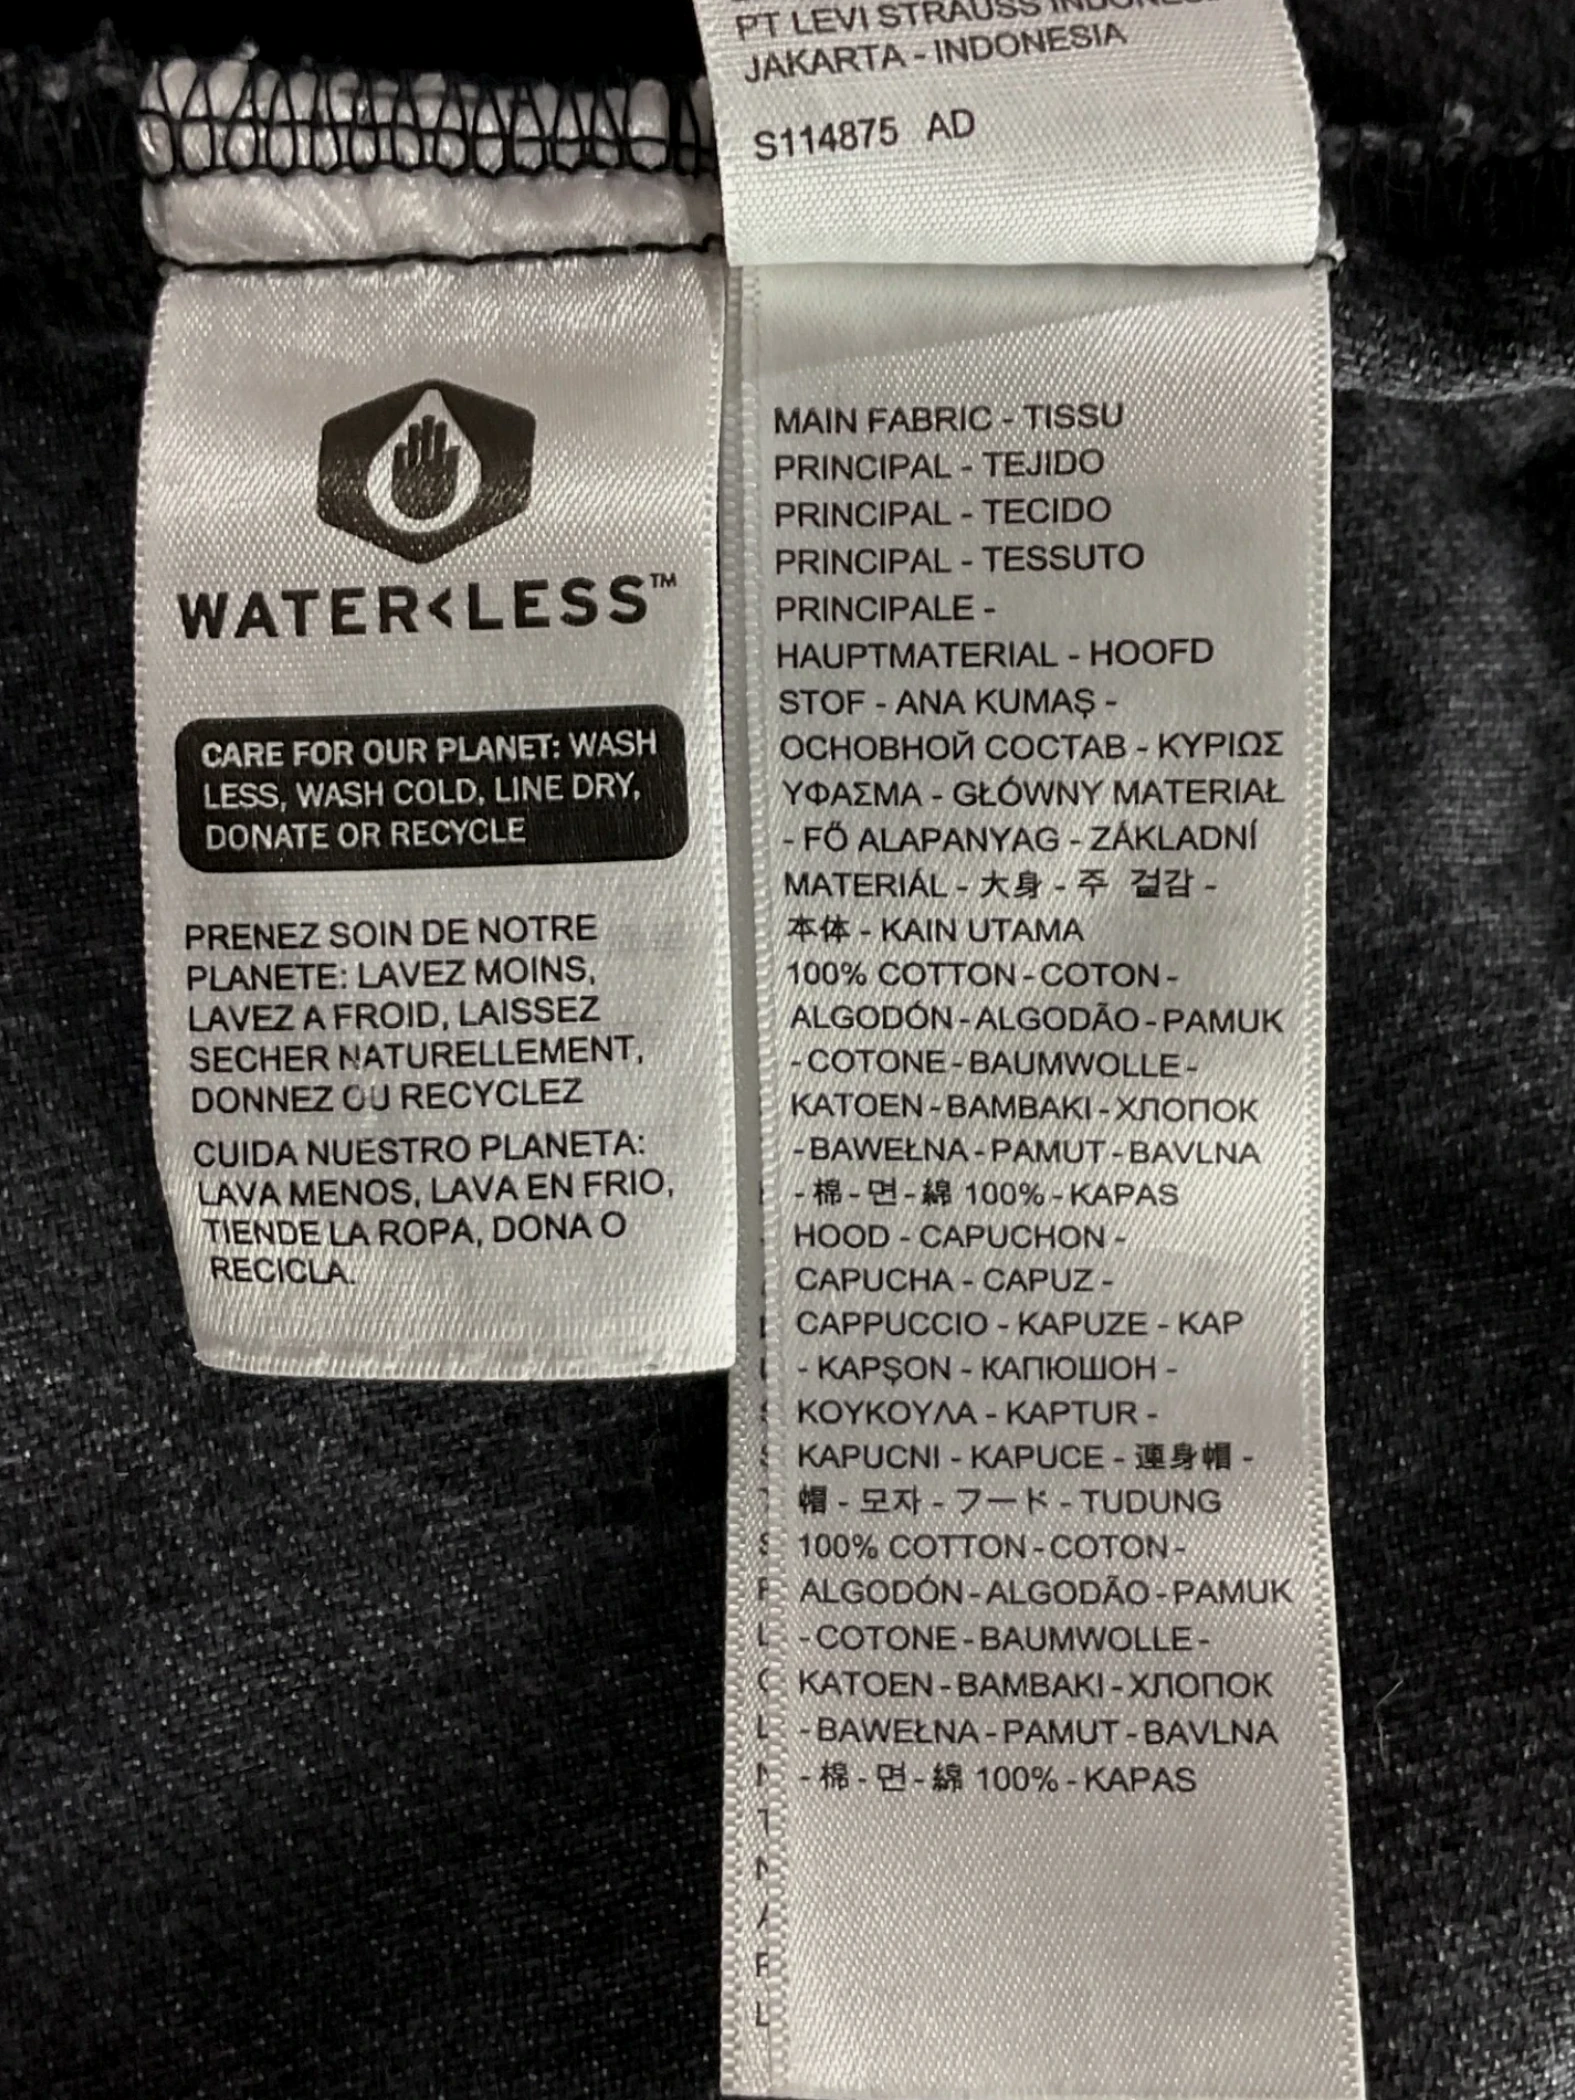 WATER<LESS™
CARE FOR OUR PLANET: WASH
LESS, WASH COLD, LINE DRY,
DONATE OR RECYCLE
PRENEZ SOIN DE NOTRE
PLANETE: LAVEZ MOINS,
LAVEZ A FROID, LAISSEZ
SECHER NATURELLEMENT,
DONNEZ OU RECYCLEZ
CUIDA NUESTRO PLANETA:
LAVA MENOS, LAVA EN FRIO,
TIENDE LA ROPA, DONA O
RECICLA.
PT LEVI STRAUSS
JAKARTA - INDONESIA
S114875 AD
MAIN FABRIC - TISSU
PRINCIPAL - TEJIDO
PRINCIPAL - TECIDO
PRINCIPAL - TESSUTO
PRINCIPALE -
HAUPTMATERIAL - HOOFD
STOF - ANA KUMAŞ -
ОСНОВНОЙ СОСТАВ - ΚΥΡΙΩΣ
ΥΦΑΣΜΑ - GŁÓWNY MATERIAŁ
- FŐ ALAPANYAG - ZÁKLADNÍ
MATERIÁL - 大身 - 주 겉감 -
本体 - KAIN UTAMA
100% COTTON - COTON -
ALGODÓN - ALGODÃO - PAMUK
- COTONE - BAUMWOLLE -
KATOEN - BAMBAKI - ХЛОПОК
- BAWEŁNA - PAMUT - BAVLNA
- 棉 - 면 - 綿 100% - KAPAS
HOOD - CAPUCHON -
CAPUCHA - CAPUZ -
CAPPUCCIO - KAPUZE - KAP
- KAPŞON - КАПЮШОН -
ΚΟΥΚΟΥΛΑ - KAPTUR -
KAPUCNI - KAPUCE - 連身帽 -
帽 - 모자 - フード - TUDUNG
100% COTTON - COTON -
ALGODÓN - ALGODÃO - PAMUK
- COTONE - BAUMWOLLE -
KATOEN - BAMBAKI - ХЛОПОК
- BAWEŁNA - PAMUT - BAVLNA
- 棉 - 면 - 綿 100% - KAPAS